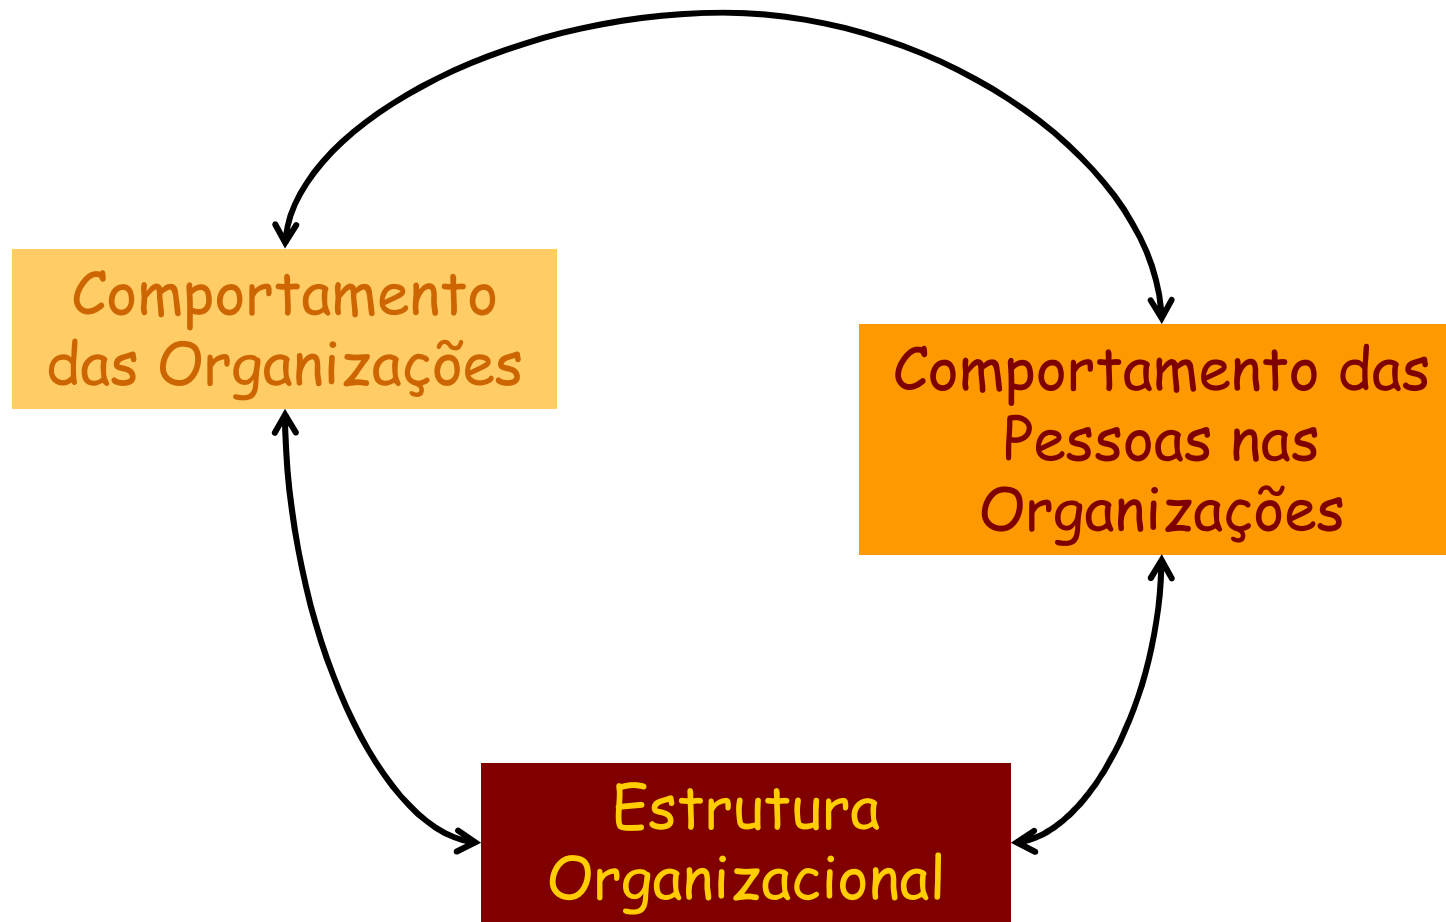 Comportamento
das Organizações
Comportamento das
Pessoas nas
Organizações
Estrutura
Organizacional